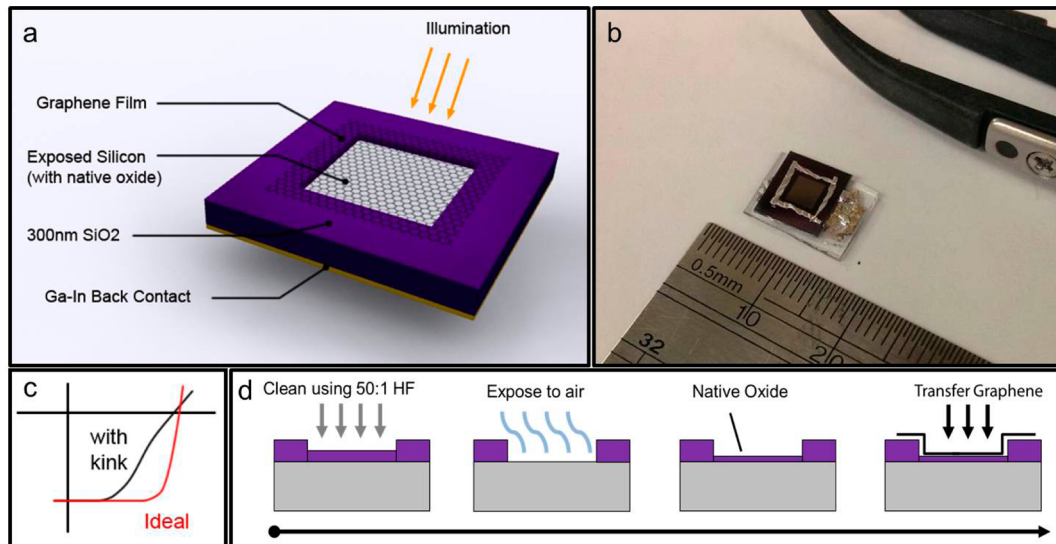 a
Illumination
Graphene Film
Exposed Silicon
(with native oxide)
300nm SiO2
Ga-In Back Contact
b
0.5mm
10
20
32
c
with
kink
Ideal
d
Clean using 50:1 HF
Expose to air
Native Oxide
Transfer Graphene